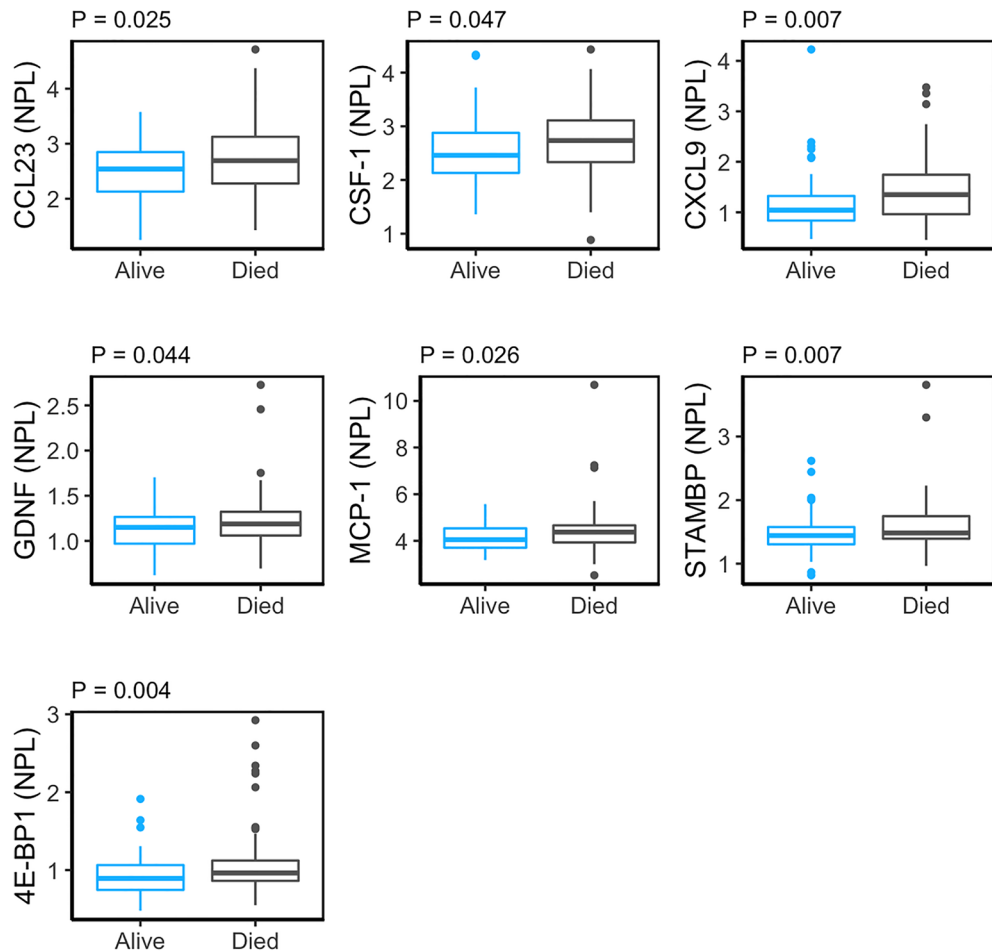 P = 0.025
CCL23 (NPL)
4
3
2
Alive Died
P = 0.047
CSF-1 (NPL)
4
3
2
1
Alive Died
P = 0.007
CXCL9 (NPL)
4
3
2
1
Alive Died
P = 0.044
GDNF (NPL)
2.5
2.0
1.5
1.0
Alive Died
P = 0.026
MCP-1 (NPL)
10
8
6
4
Alive Died
P = 0.007
STAMBP (NPL)
3
2
1
Alive Died
P = 0.004
4E-BP1 (NPL)
3
2
1
Alive Died